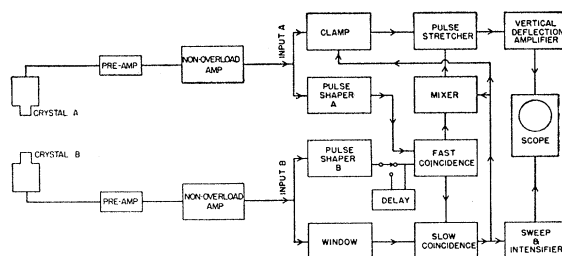 CRYSTAL A
PRE-AMP
NON-OVERLOAD
AMP
INPUT A
CLAMP
PULSE
STRETCHER
VERTICAL
DEFLECTION
AMPLIFIER
PULSE
SHAPER
A
MIXER
SCOPE
CRYSTAL B
PRE-AMP
NON-OVERLOAD
AMP
INPUT B
PULSE
SHAPER
B
FAST
COINCIDENCE
DELAY
WINDOW
SLOW
COINCIDENCE
SWEEP
&
INTENSIFIER